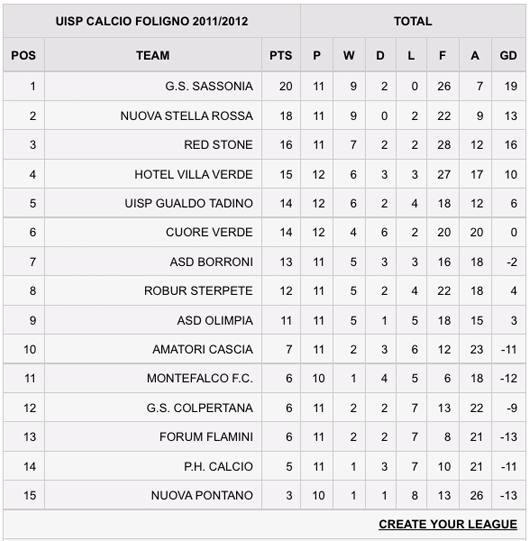 UISP CALCIO FOLIGNO 2011/2012 TOTAL
POS TEAM PTS P W D L F A GD
1 G.S. SASSONIA 20 11 9 2 0 26 7 19
2 NUOVA STELLA ROSSA 18 11 9 0 2 22 9 13
3 RED STONE 16 11 7 2 2 28 12 16
4 HOTEL VILLA VERDE 15 12 6 3 3 27 17 10
5 UISP GUALDO TADINO 14 12 6 2 4 18 12 6
6 CUORE VERDE 14 12 4 6 2 20 20 0
7 ASD BORRONI 13 11 5 3 3 16 18 -2
8 ROBUR STERPETE 12 11 5 2 4 22 18 4
9 ASD OLIMPIA 11 11 5 1 5 18 15 3
10 AMATORI CASCIA 7 11 2 3 6 12 23 -11
11 MONTEFALCO F.C. 6 10 1 4 5 6 18 -12
12 G.S. COLPERTANA 6 11 2 2 7 13 22 -9
13 FORUM FLAMINI 6 11 2 2 7 8 21 -13
14 P.H. CALCIO 5 11 1 3 7 10 21 -11
15 NUOVA PONTANO 3 10 1 1 8 13 26 -13
CREATE YOUR LEAGUE